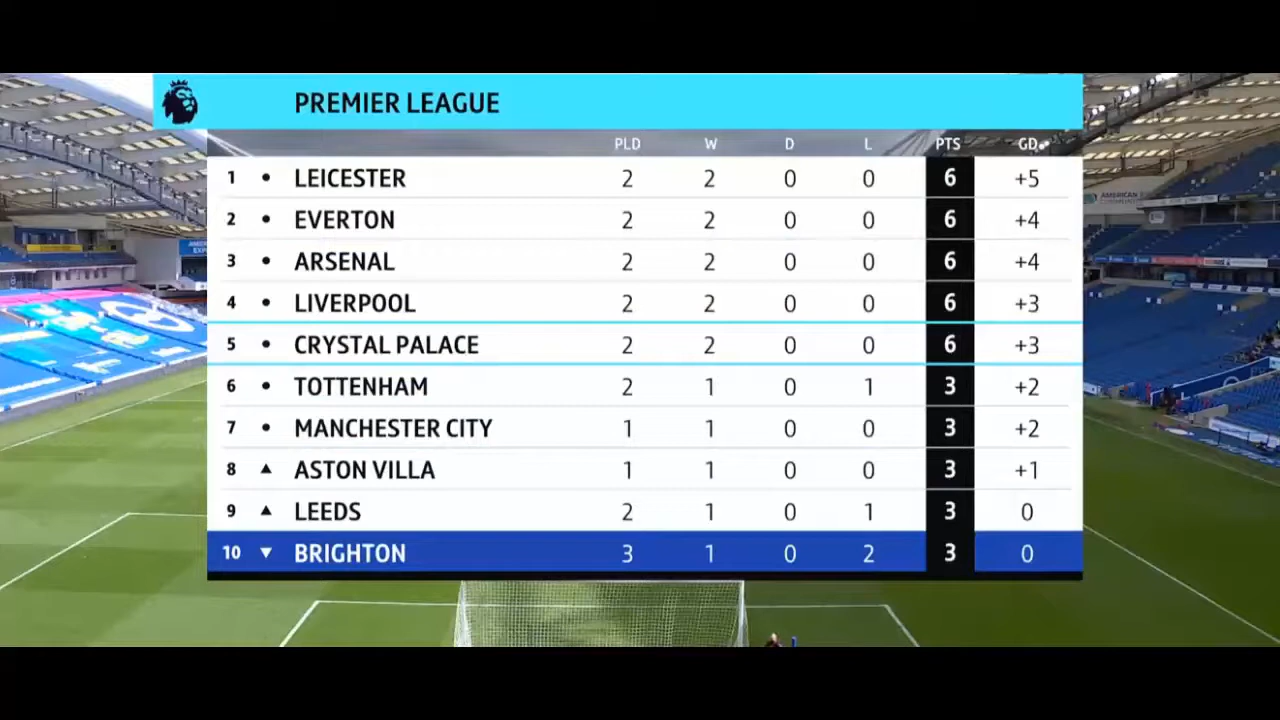 PREMIER LEAGUE
PLD W D L PTS GD
1 • LEICESTER 2 2 0 0 6 +5
2 • EVERTON 2 2 0 0 6 +4
3 • ARSENAL 2 2 0 0 6 +4
4 • LIVERPOOL 2 2 0 0 6 +3
5 • CRYSTAL PALACE 2 2 0 0 6 +3
6 • TOTTENHAM 2 1 0 1 3 +2
7 • MANCHESTER CITY 1 1 0 0 3 +2
8 ▲ ASTON VILLA 1 1 0 0 3 +1
9 ▲ LEEDS 2 1 0 1 3 0
10 ▼ BRIGHTON 3 1 0 2 3 0
AMERICAN